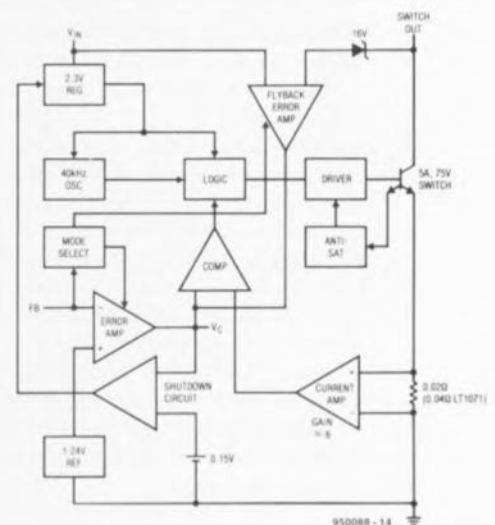 SWITCH
OUT
VIN
16V
2.3V
REG
FLYBACK
ERROR
AMP
40kHz
OSC
LOGIC
DRIVER
5A, 75V
SWITCH
MODE
SELECT
ANTI-
SAT
COMP
FB
-
ERROR
AMP
+
VC
SHUTDOWN
CIRCUIT
+
CURRENT
AMP
-
GAIN
≈ 6
0.02Ω
(0.04Ω LT1071)
1.24V
REF
0.15V
950088-14